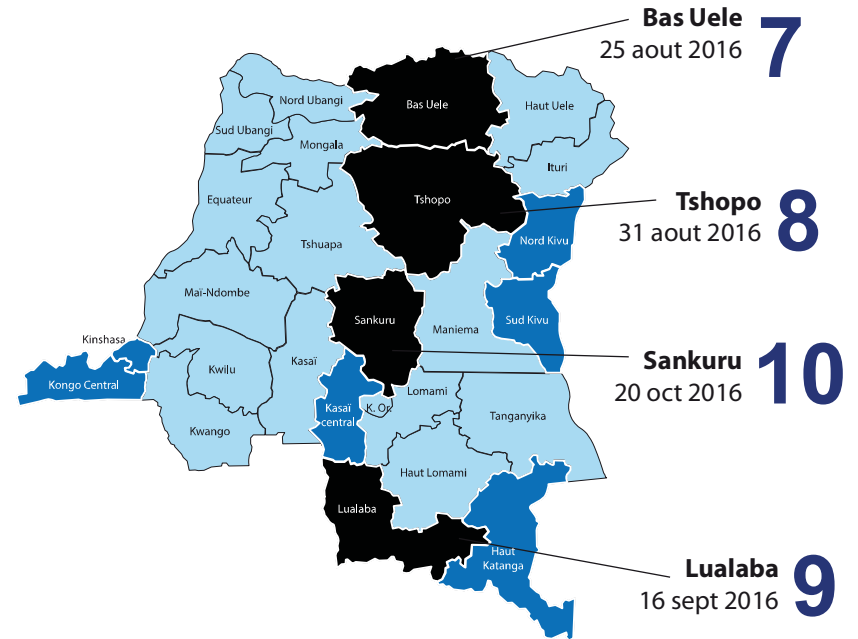 Bas Uele
25 aout 2016
7
Nord Ubangi
Bas Uele
Haut Uele
Sud Ubangi
Mongala
Ituri
Equateur
Tshopo
Tshopo
31 aout 2016
8
Tshuapa
Nord Kivu
Maï-Ndombe
Sankuru
Maniema
Sud Kivu
Kinshasa
Kasaï
Sankuru
20 oct 2016
10
Kongo Central
Kwilu
Lomami
Kasaï
central
K. Or.
Tanganyika
Kwango
Haut Lomami
Lualaba
Haut
Katanga
Lualaba
16 sept 2016
9